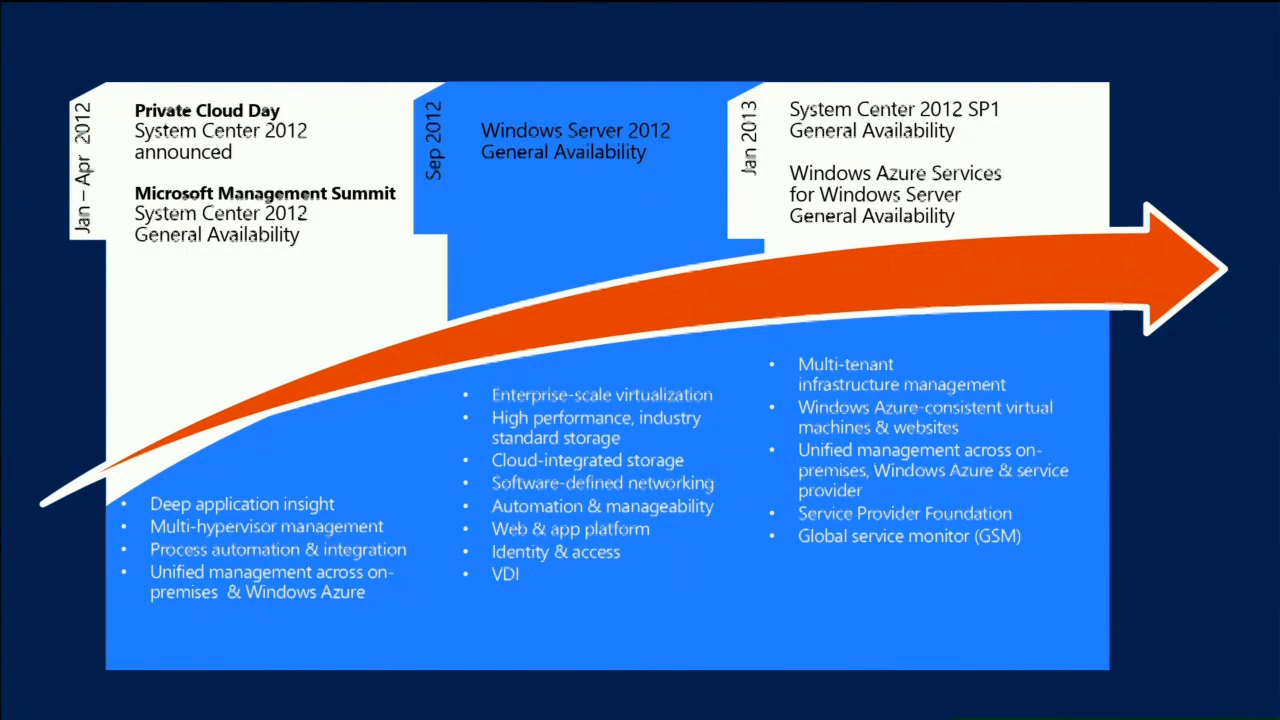 Jan – Apr 2012
Private Cloud Day
System Center 2012
announced
Microsoft Management Summit
System Center 2012
General Availability
• Deep application insight
• Multi-hypervisor management
• Process automation & integration
• Unified management across on-
premises & Windows Azure
Sep 2012
Windows Server 2012
General Availability
• Enterprise-scale virtualization
• High performance, industry
standard storage
• Cloud-integrated storage
• Software-defined networking
• Automation & manageability
• Web & app platform
• Identity & access
• VDI
Jan 2013
System Center 2012 SP1
General Availability
Windows Azure Services
for Windows Server
General Availability
• Multi-tenant
infrastructure management
• Windows Azure-consistent virtual
machines & websites
• Unified management across on-
premises, Windows Azure & service
provider
• Service Provider Foundation
• Global service monitor (GSM)